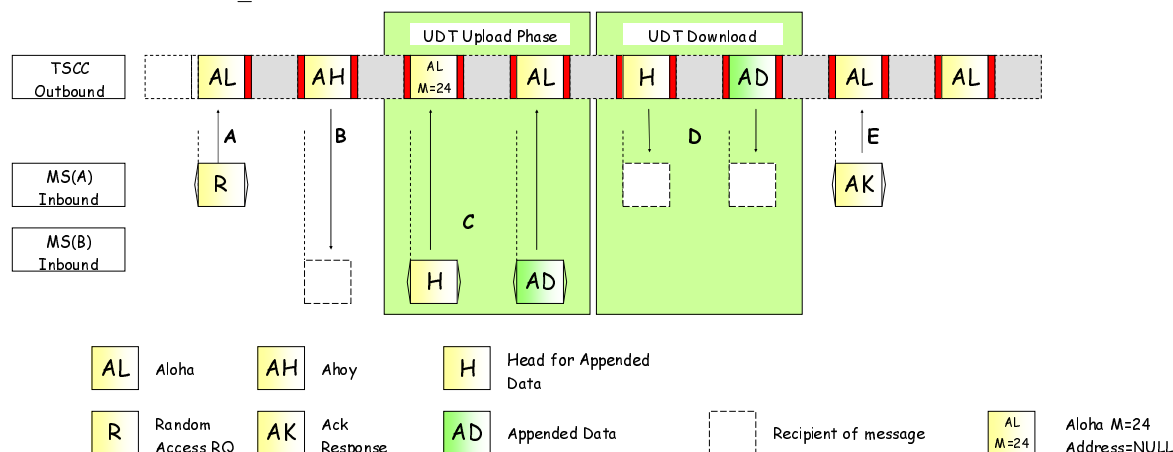 UDT Upload Phase
UDT Download
TSCC
Outbound
AL
AH
AL
M=24
AL
H
AD
AL
AL
A
B
D
E
MS(A)
Inbound
R
AK
C
MS(B)
Inbound
H
AD
AL
Aloha
AH
Ahoy
H
Head for Appended
Data
R
Random
Access RQ
AK
Ack
Response
AD
Appended Data
Recipient of message
AL
M=24
Aloha M=24
Address=NULL